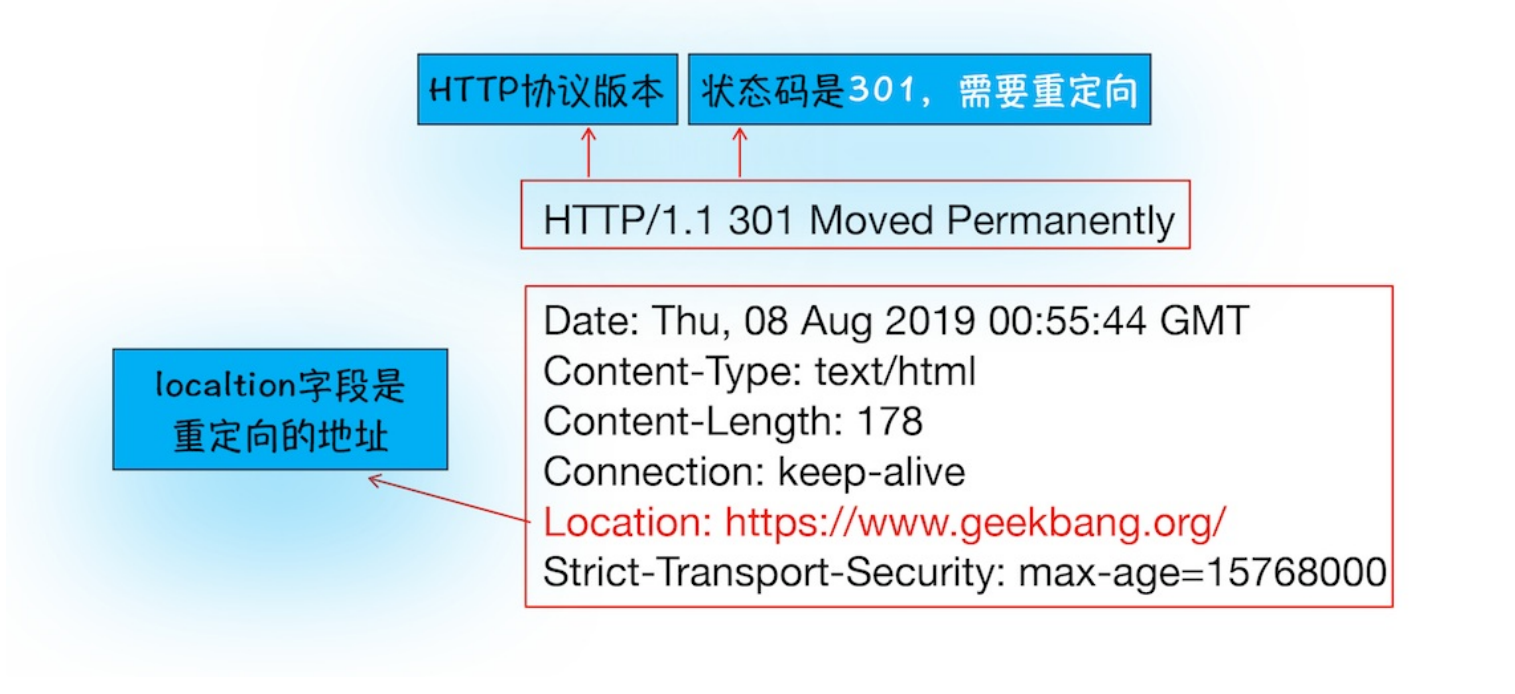 HTTP协议版本
状态码是301，需要重定向
HTTP/1.1 301 Moved Permanently
Date: Thu, 08 Aug 2019 00:55:44 GMT
Content-Type: text/html
Content-Length: 178
Connection: keep-alive
Location: https://www.geekbang.org/
Strict-Transport-Security: max-age=15768000
localtion字段是
重定向的地址